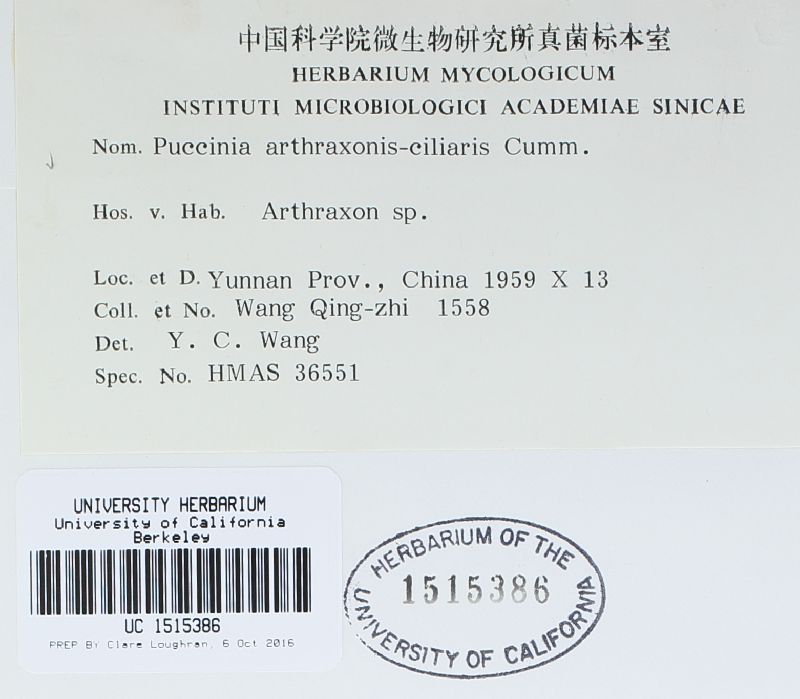 中国科学院微生物研究所真菌标本室
HERBARIUM MYCOLOGICUM
INSTITUTI MICROBIOLOGICI ACADEMIAE SINICAE
Nom. Puccinia arthraxonis-ciliaris Cumm.
Hos. v. Hab. Arthraxon sp.
Loc. et D. Yunnan Prov., China 1959 X 13
Coll. et No. Wang Qing-zhi 1558
Det. Y. C. Wang
Spec. No. HMAS 36551
UNIVERSITY HERBARIUM
University of California
Berkeley
UC 1515386
PREP By Clare Loughran, 6 Oct 2016
HERBARIUM OF THE
1515386
UNIVERSITY OF CALIFORNIA